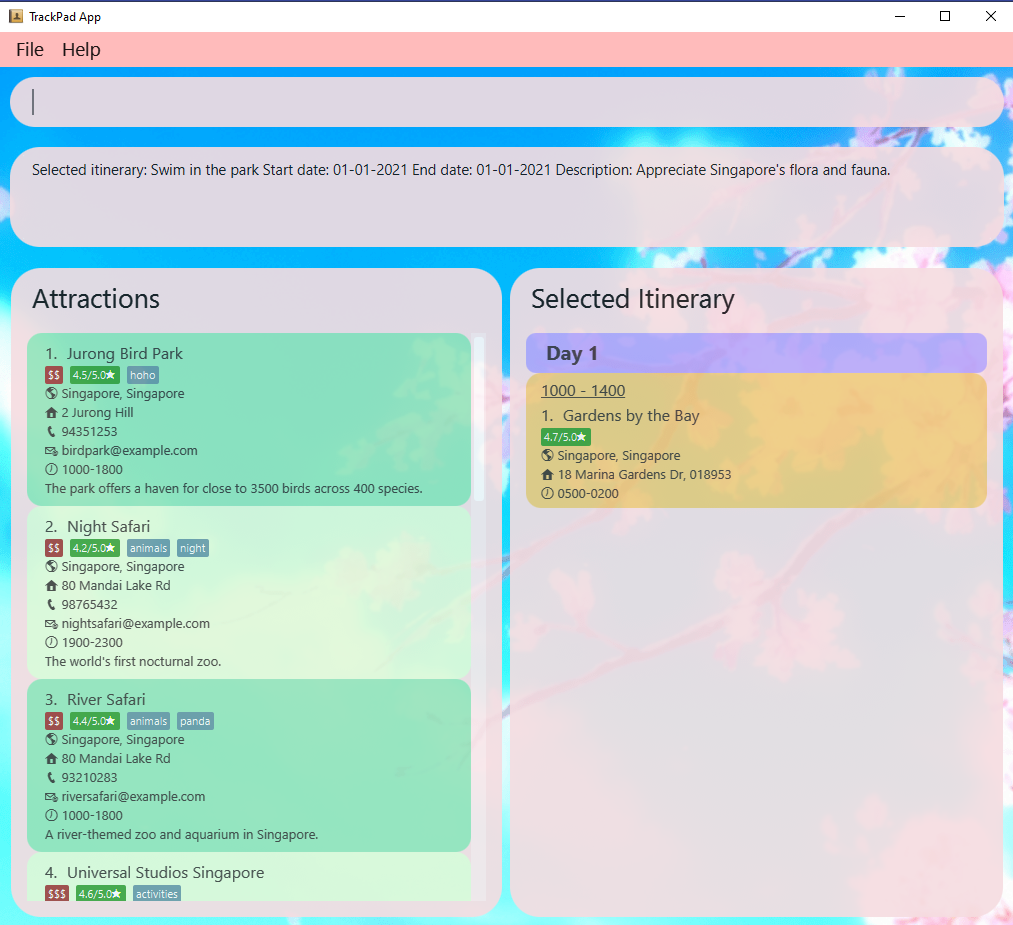 TrackPad App
File Help
Selected itinerary: Swim in the park Start date: 01-01-2021 End date: 01-01-2021 Description: Appreciate Singapore's flora and fauna.
Attractions
1. Jurong Bird Park
$$ 4.5/5.0★ hoho
Singapore, Singapore
2 Jurong Hill
94351253
birdpark@example.com
1000-1800
The park offers a haven for close to 3500 birds across 400 species.
2. Night Safari
$$ 4.2/5.0★ animals night
Singapore, Singapore
80 Mandai Lake Rd
98765432
nightsafari@example.com
1900-2300
The world's first nocturnal zoo.
3. River Safari
$$ 4.4/5.0★ animals panda
Singapore, Singapore
80 Mandai Lake Rd
93210283
riversafari@example.com
1000-1800
A river-themed zoo and aquarium in Singapore.
4. Universal Studios Singapore
$$$ 4.6/5.0★ activities
Selected Itinerary
Day 1
1000 - 1400
1. Gardens by the Bay
4.7/5.0★
Singapore, Singapore
18 Marina Gardens Dr, 018953
0500-0200